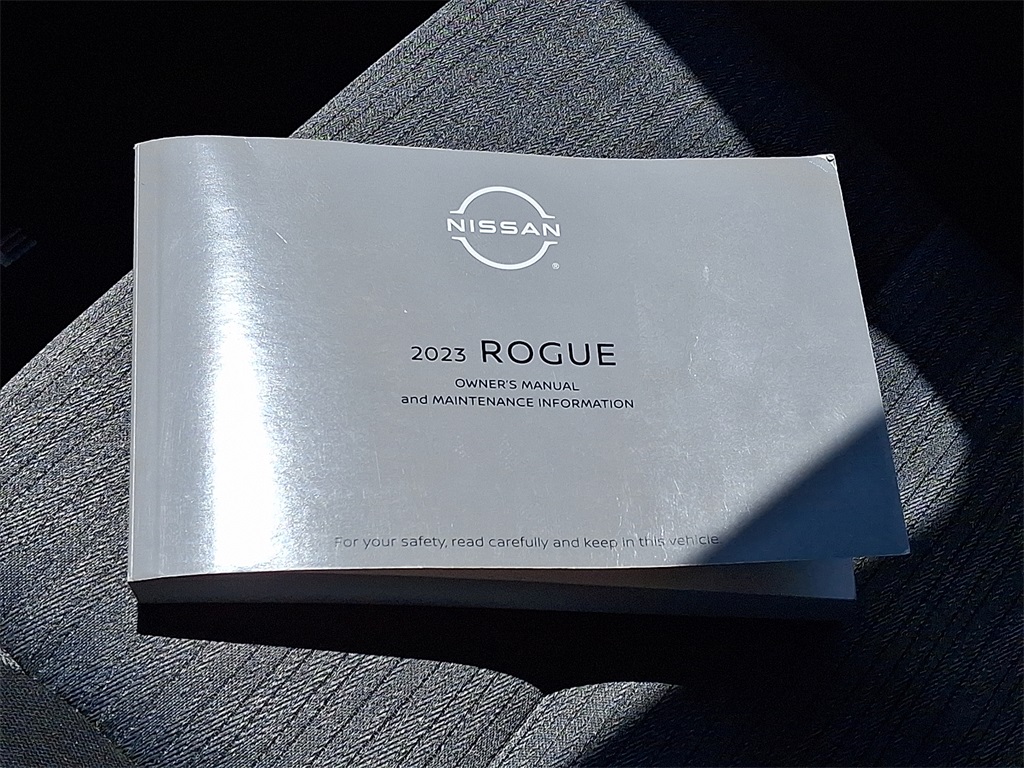 NISSAN
®
2023 ROGUE
OWNER'S MANUAL
and MAINTENANCE INFORMATION
For your safety, read carefully and keep in this vehicle.